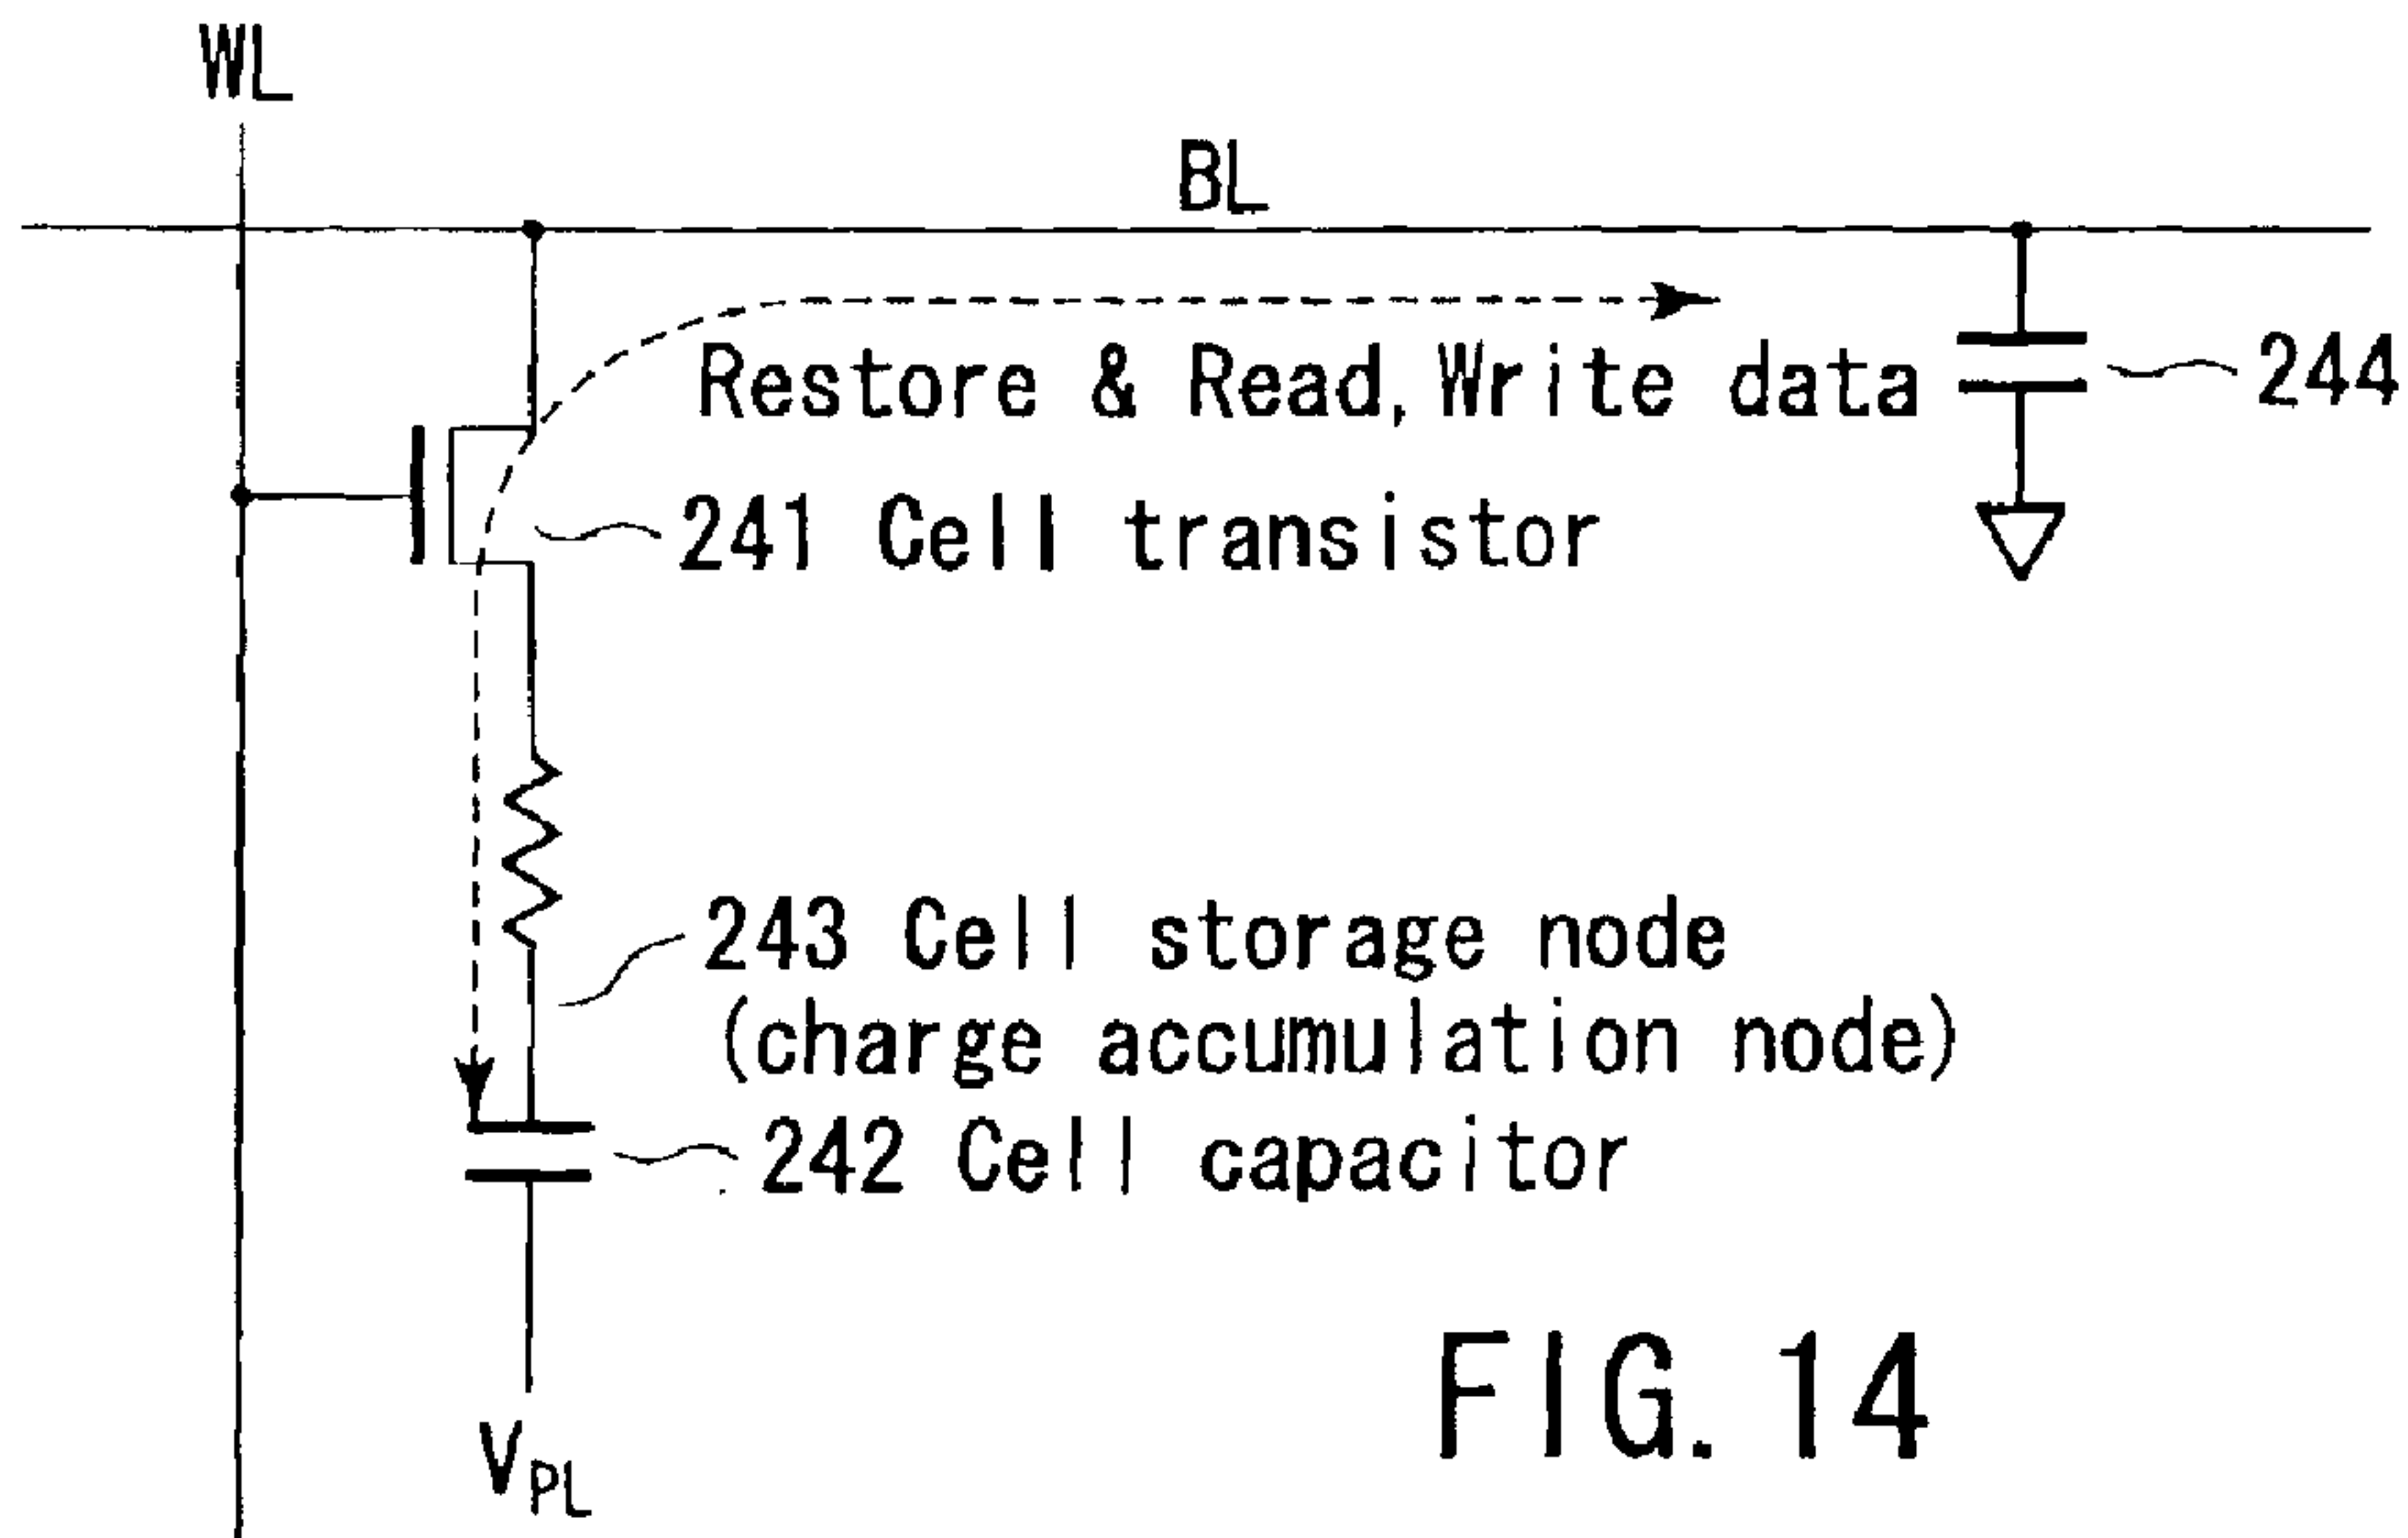 WL
BL
Restore & Read, Write data
244
241 Cell transistor
243 Cell storage node
(charge accumulation node)
242 Cell capacitor
VPL
FIG. 14